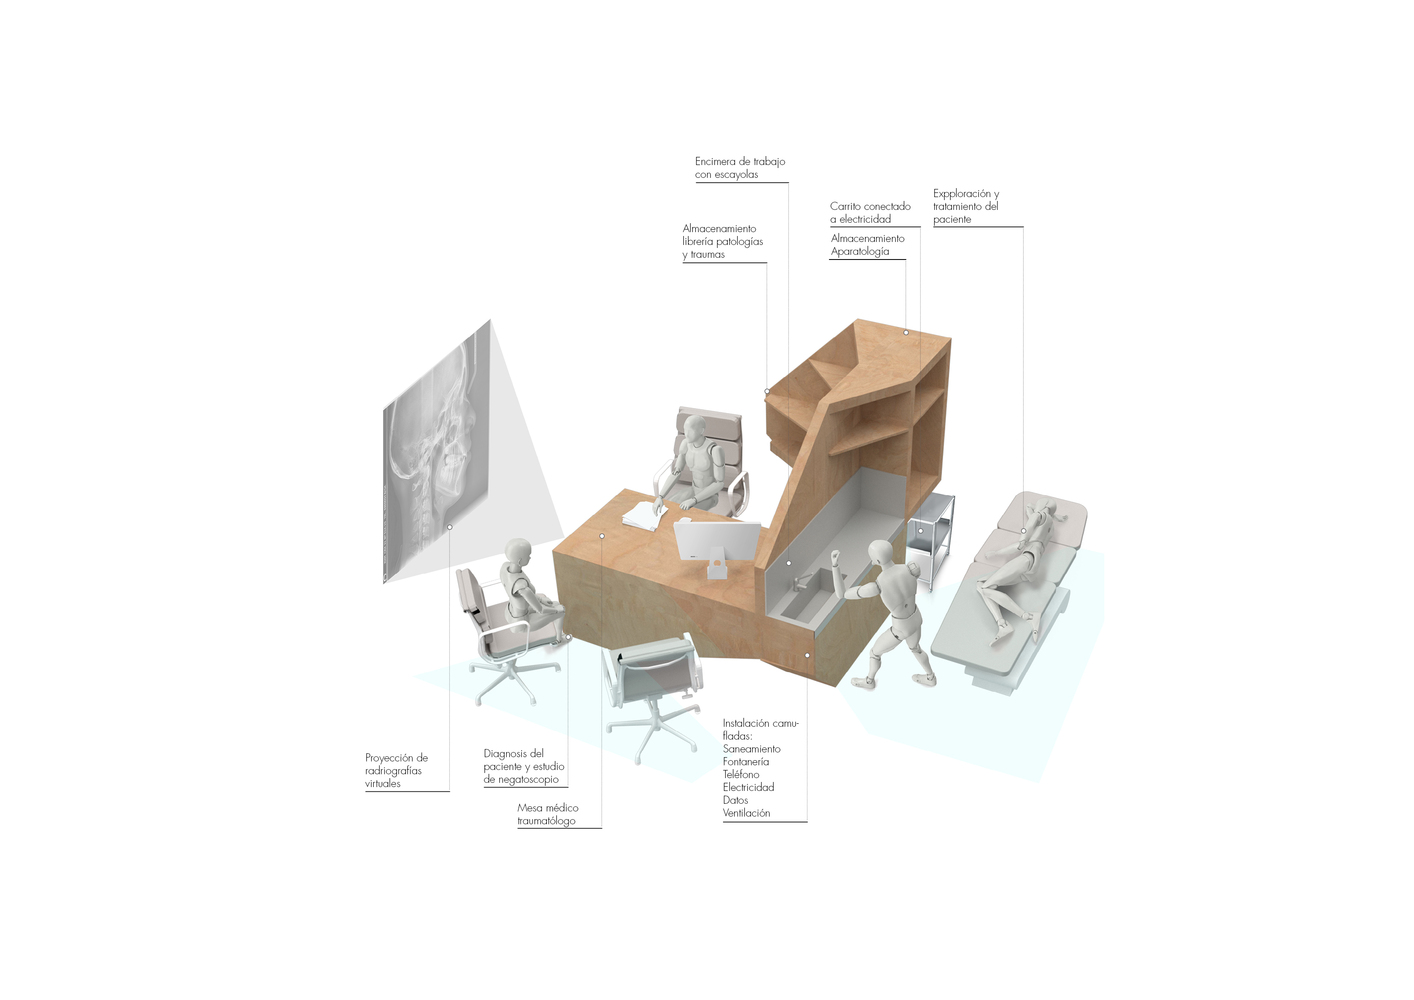 Encimera de trabajo
con escayolas
Expploración y
tratamiento del
paciente
Carrito conectado
a electricidad
Almacenamiento
librería patologías
y traumas
Almacenamiento
Aparatología
Instalación camu-
fladas:
Saneamiento
Fontanería
Teléfono
Electricidad
Datos
Ventilación
Proyección de
radriografías
virtuales
Diagnosis del
paciente y estudio
de negatoscopio
Mesa médico
traumatólogo